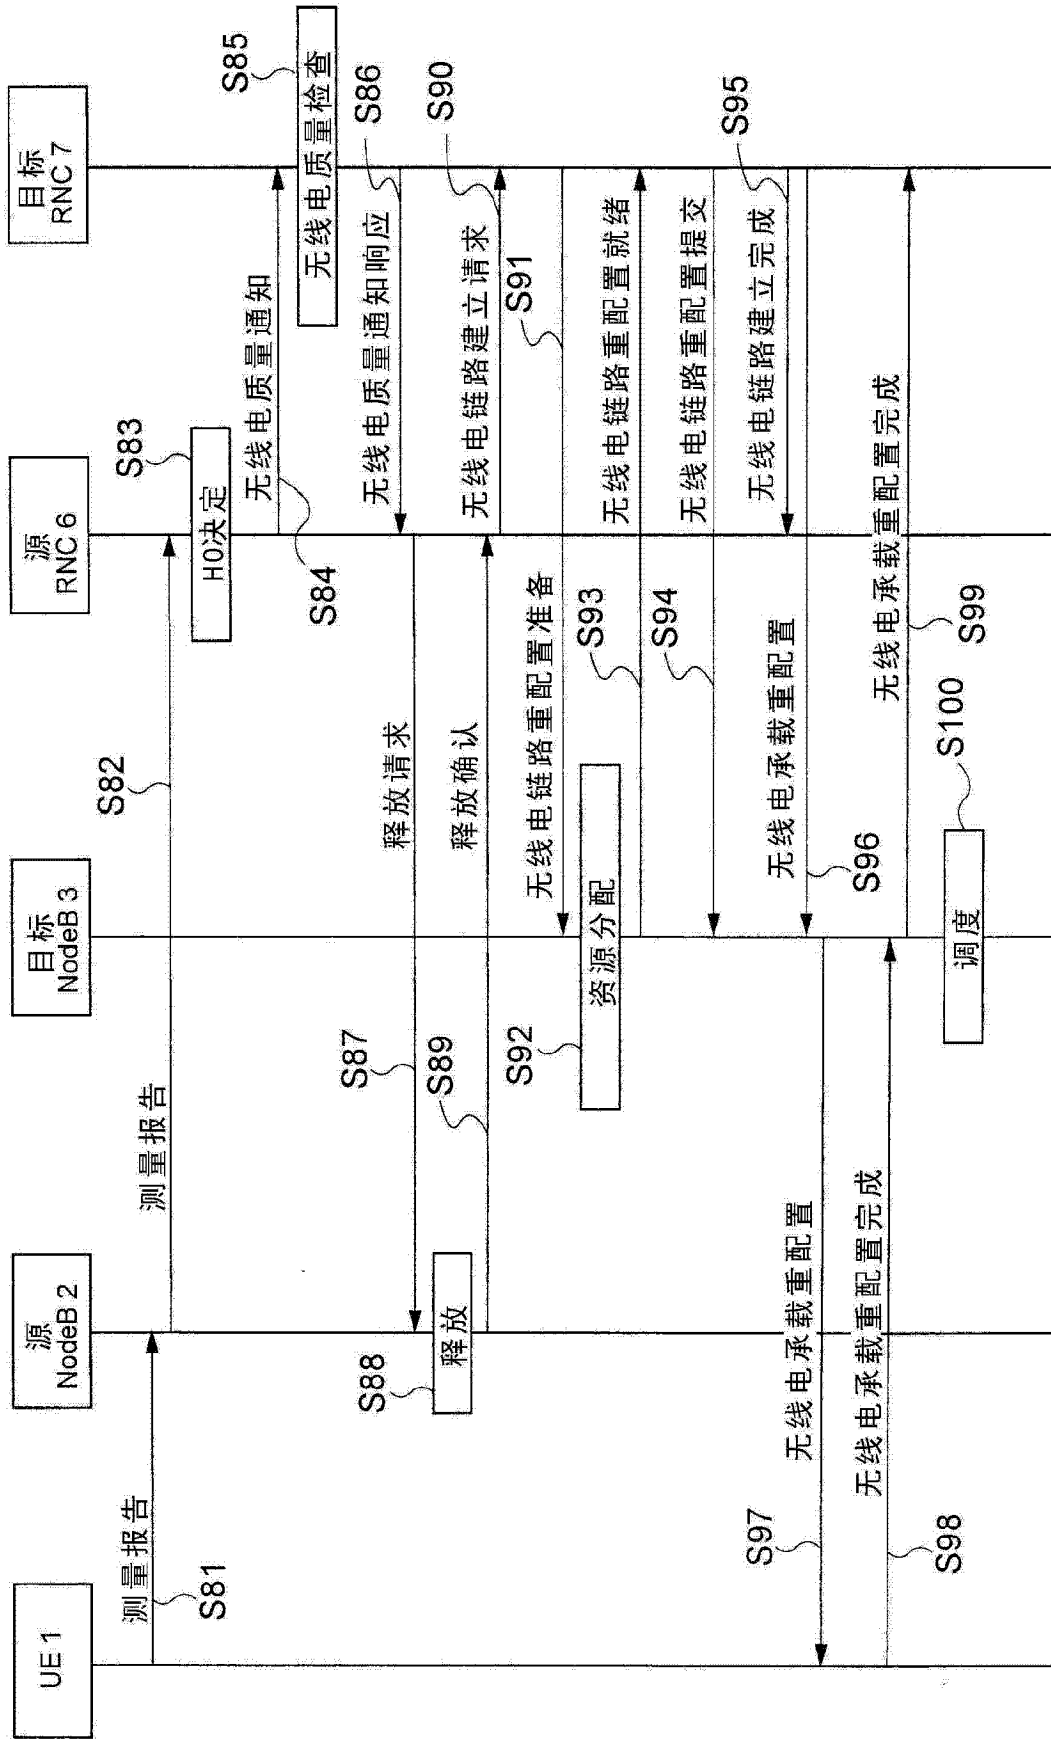 UE 1
源
NodeB 2
目标
NodeB 3
源
RNC 6
目标
RNC 7
测量报告
S81
测量报告
S82
S83
HO决定
无线电质量通知
S84
S85
无线电质量检查
S86
无线电质量通知响应
释放请求
S87
S88
释放
释放确认
S89
S90
无线电链路建立请求
S91
无线电链路重配置准备
S92
资源分配
无线电链路重配置就绪
S93
无线电链路重配置提交
S94
S95
无线电链路建立完成
无线电承载重配置
S96
无线电承载重配置
S97
无线电承载重配置完成
S98
无线电承载重配置完成
S99
S100
调度